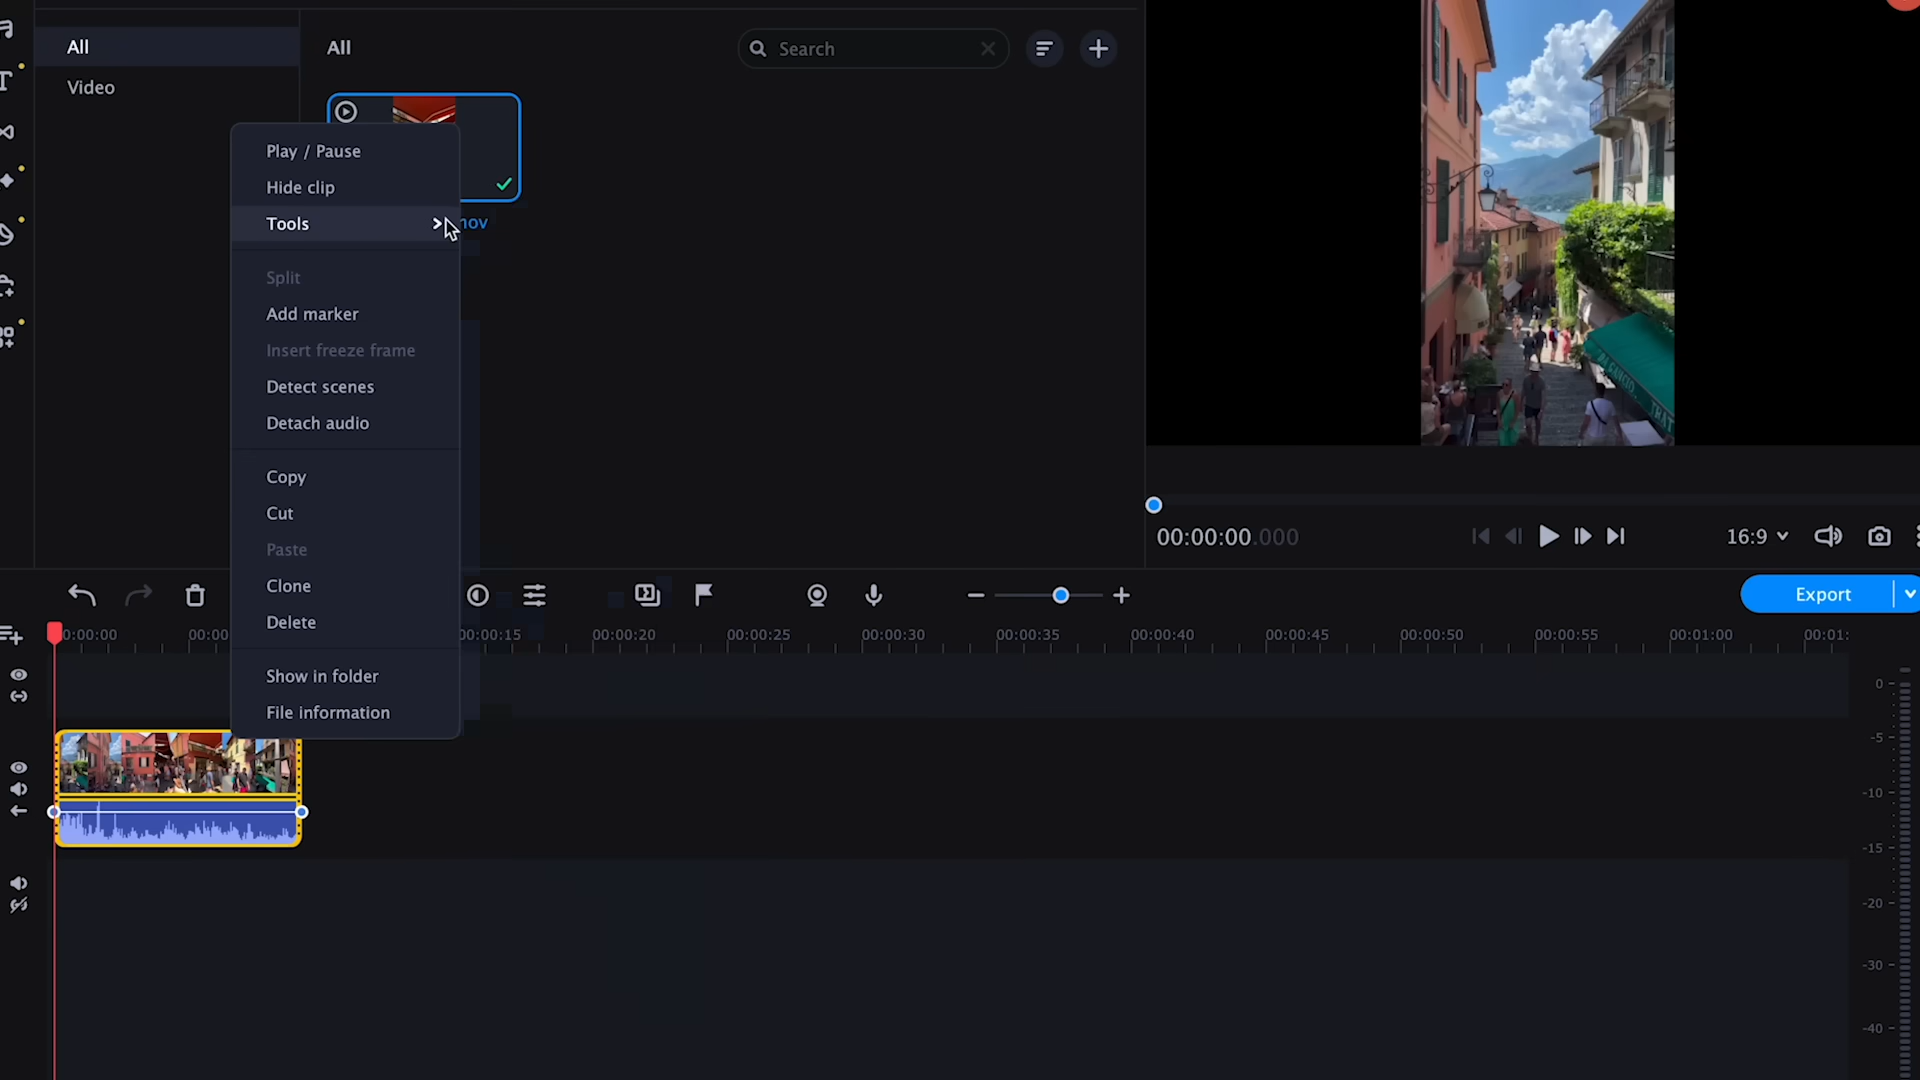 All
All
Search
Video
Play / Pause
Hide clip
Tools
mov
Split
Add marker
Insert freeze frame
Detect scenes
Detach audio
Copy
Cut
Paste
Clone
Delete
Show in folder
File information
00:00:00.000
16:9
Export
0:00:00 00:00 00:00:15 00:00:20 00:00:25 00:00:30 00:00:35 00:00:40 00:00:45 00:00:50 00:00:55 00:01:00 00:01:
0
-5
-10
-15
-20
-30
-40